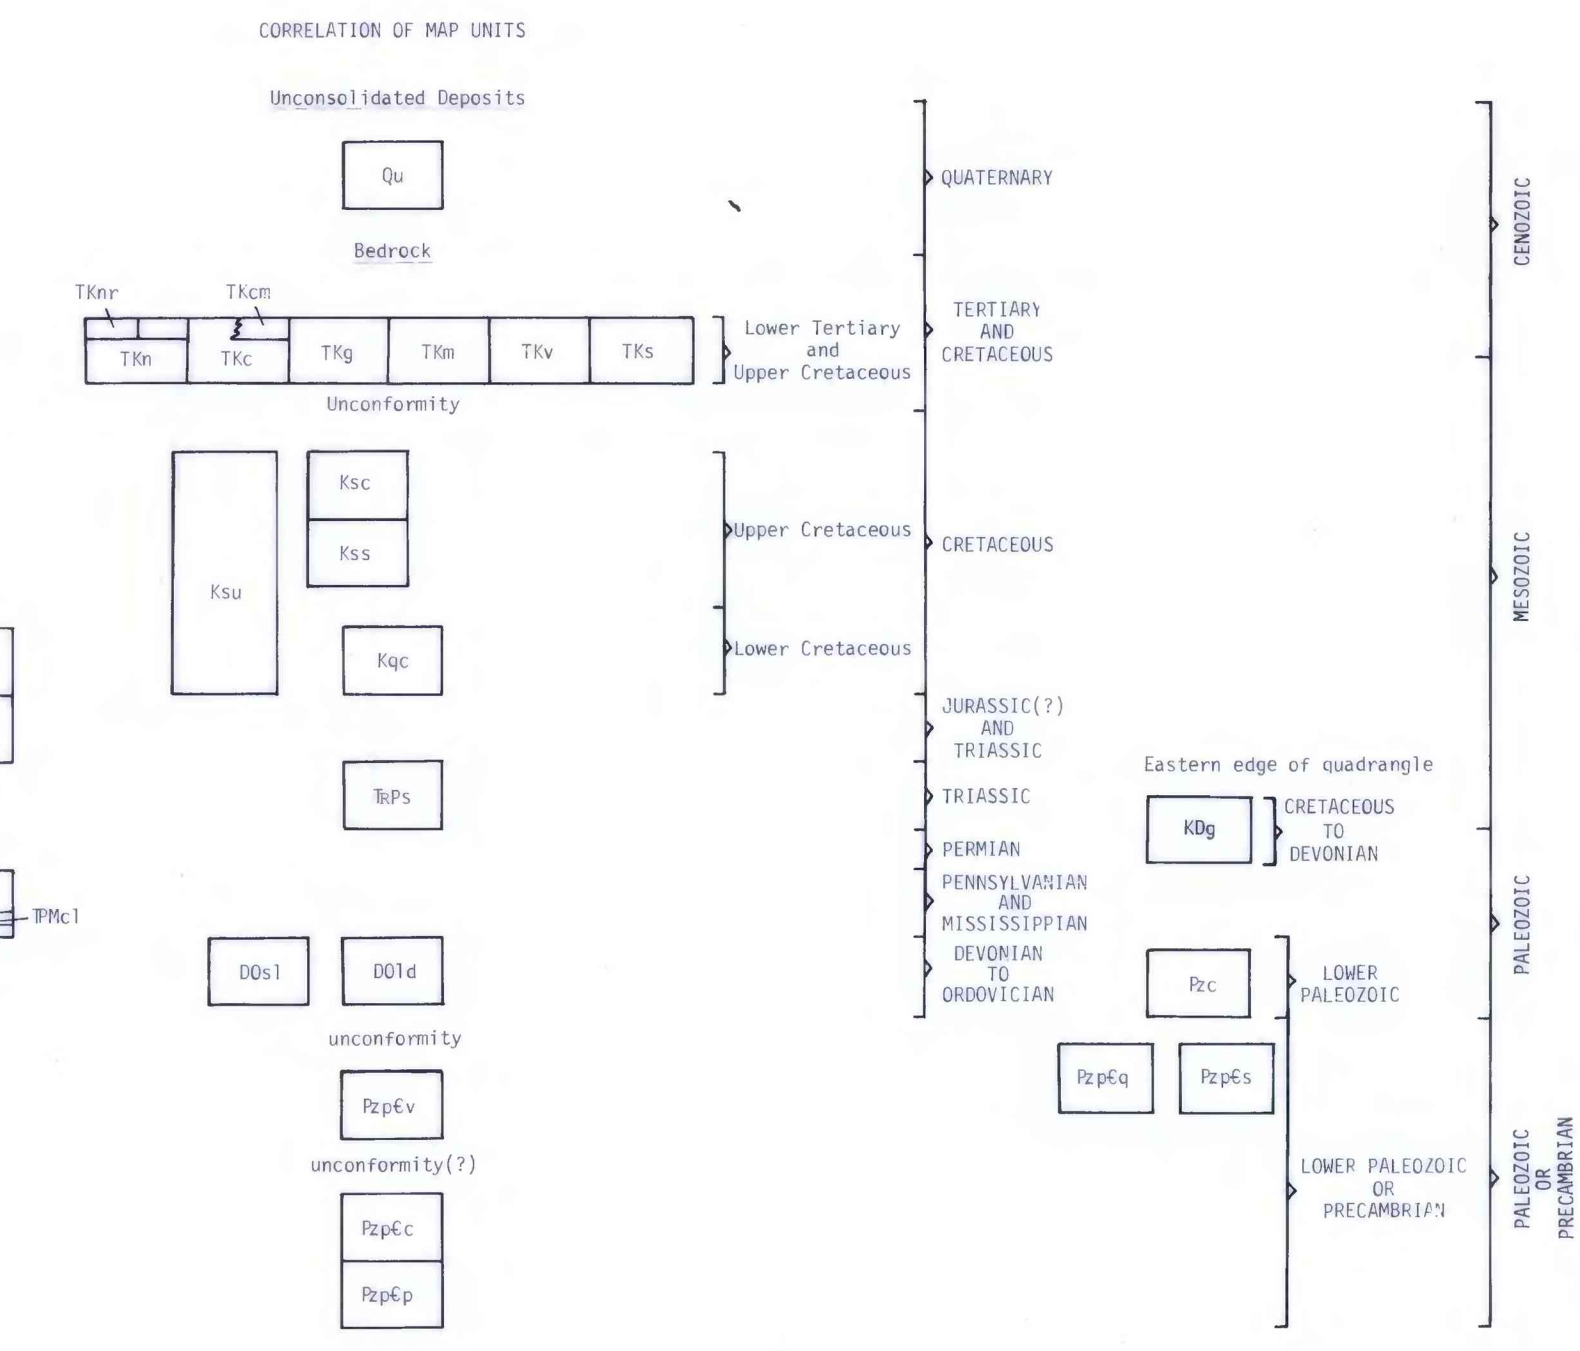 CORRELATION OF MAP UNITS
Unconsolidated Deposits
Qu
Bedrock
TKnr
TKcm
TKn
TKc
TKg
TKm
TKv
TKs
Unconformity
Ksu
Ksc
Kss
Kqc
TRPs
IPMcl
DOsl
DOld
unconformity
Pzp€v
unconformity(?)
Pzp€c
Pzp€p
Lower Tertiary
and
Upper Cretaceous
Upper Cretaceous
Lower Cretaceous
QUATERNARY
TERTIARY
AND
CRETACEOUS
CRETACEOUS
JURASSIC(?)
AND
TRIASSIC
TRIASSIC
PERMIAN
PENNSYLVANIAN
AND
MISSISSIPPIAN
DEVONIAN
TO
ORDOVICIAN
Eastern edge of quadrangle
KDg
CRETACEOUS
TO
DEVONIAN
Pzc
LOWER
PALEOZOIC
Pzp€q
Pzp€s
LOWER PALEOZOIC
OR
PRECAMBRIAN
CENOZOIC
MESOZOIC
PALEOZOIC
PALEOZOIC
OR
PRECAMBRIAN